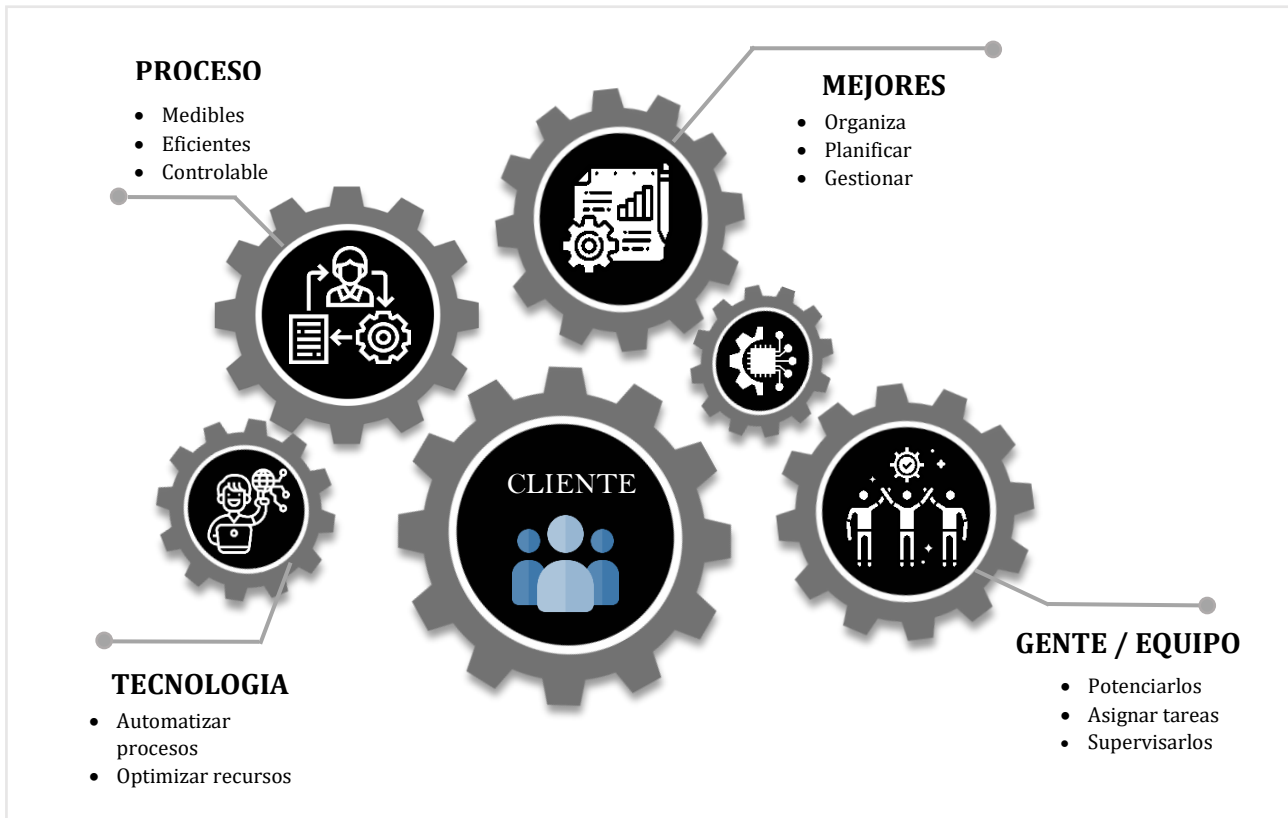 PROCESO
• Medibles
• Eficientes
• Controlable
MEJORES
• Organiza
• Planificar
• Gestionar
CLIENTE
TECNOLOGIA
• Automatizar
procesos
• Optimizar recursos
GENTE / EQUIPO
• Potenciarlos
• Asignar tareas
• Supervisarlos